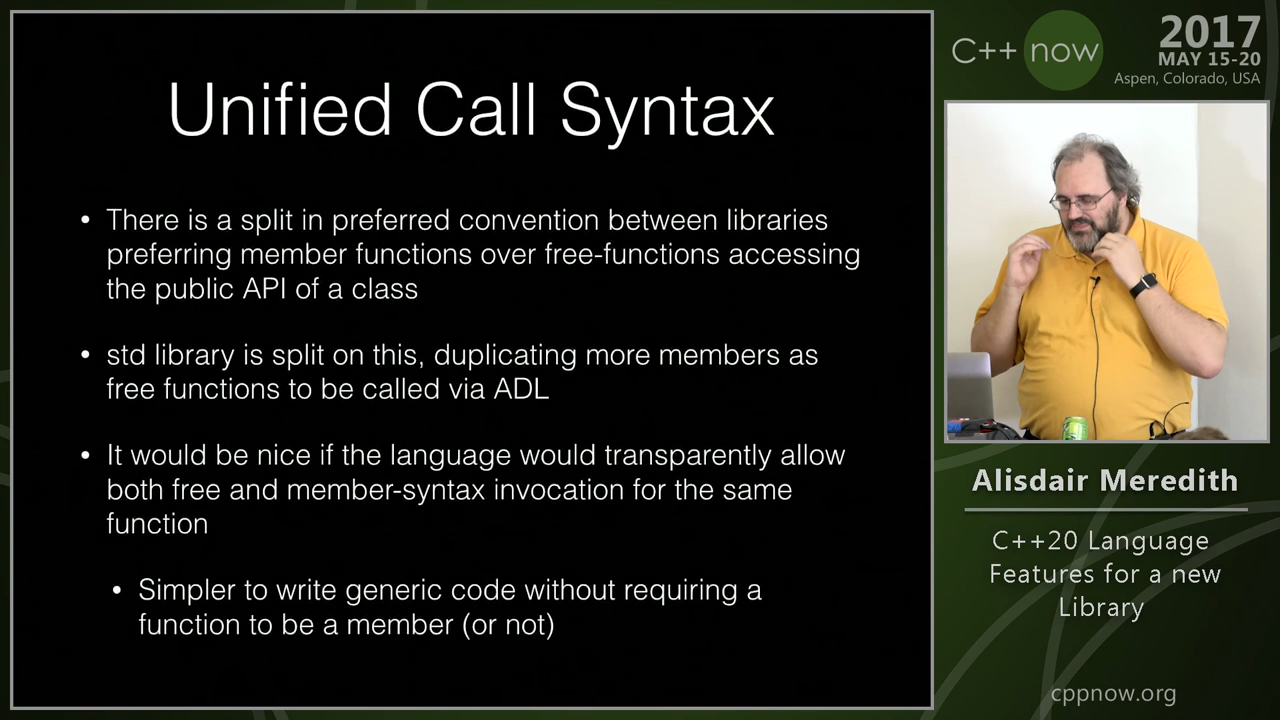 Unified Call Syntax
• There is a split in preferred convention between libraries
preferring member functions over free-functions accessing
the public API of a class
• std library is split on this, duplicating more members as
free functions to be called via ADL
• It would be nice if the language would transparently allow
both free and member-syntax invocation for the same
function
• Simpler to write generic code without requiring a
function to be a member (or not)
C++ now
2017
MAY 15-20
Aspen, Colorado, USA
Alisdair Meredith
C++20 Language
Features for a new
Library
cppnow.org